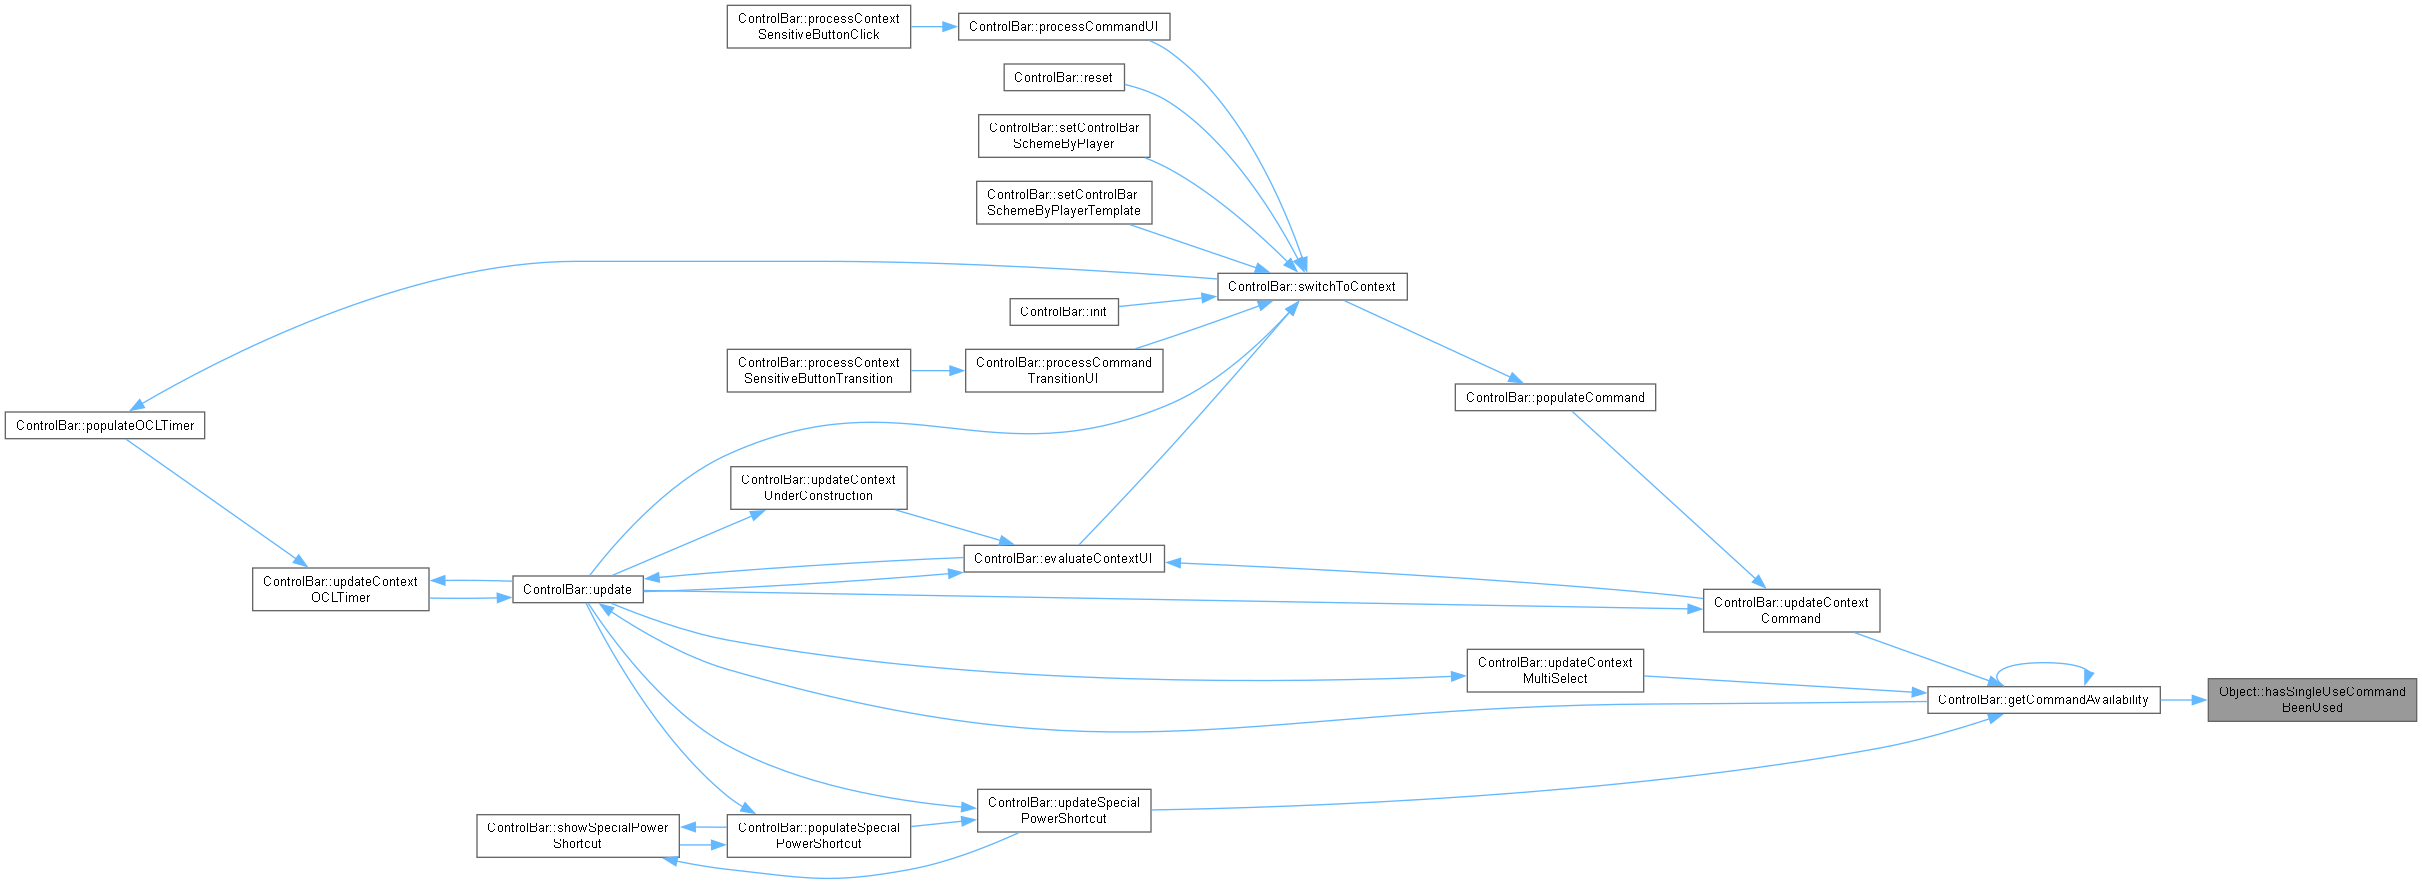 ControlBar::processContext
SensitiveButtonClick
ControlBar::processCommandUI
ControlBar::reset
ControlBar::setControlBar
SchemeByPlayer
ControlBar::setControlBar
SchemeByPlayerTemplate
ControlBar::switchToContext
ControlBar::init
ControlBar::processContext
SensitiveButtonTransition
ControlBar::processCommand
TransitionUI
ControlBar::populateCommand
ControlBar::populateOCLTimer
ControlBar::updateContext
UnderConstruction
ControlBar::evaluateContextUI
ControlBar::updateContext
OCLTimer
ControlBar::update
ControlBar::updateContext
Command
ControlBar::updateContext
MultiSelect
ControlBar::getCommandAvailability
Object::hasSingleUseCommand
BeenUsed
ControlBar::updateSpecial
PowerShortcut
ControlBar::showSpecialPower
Shortcut
ControlBar::populateSpecial
PowerShortcut